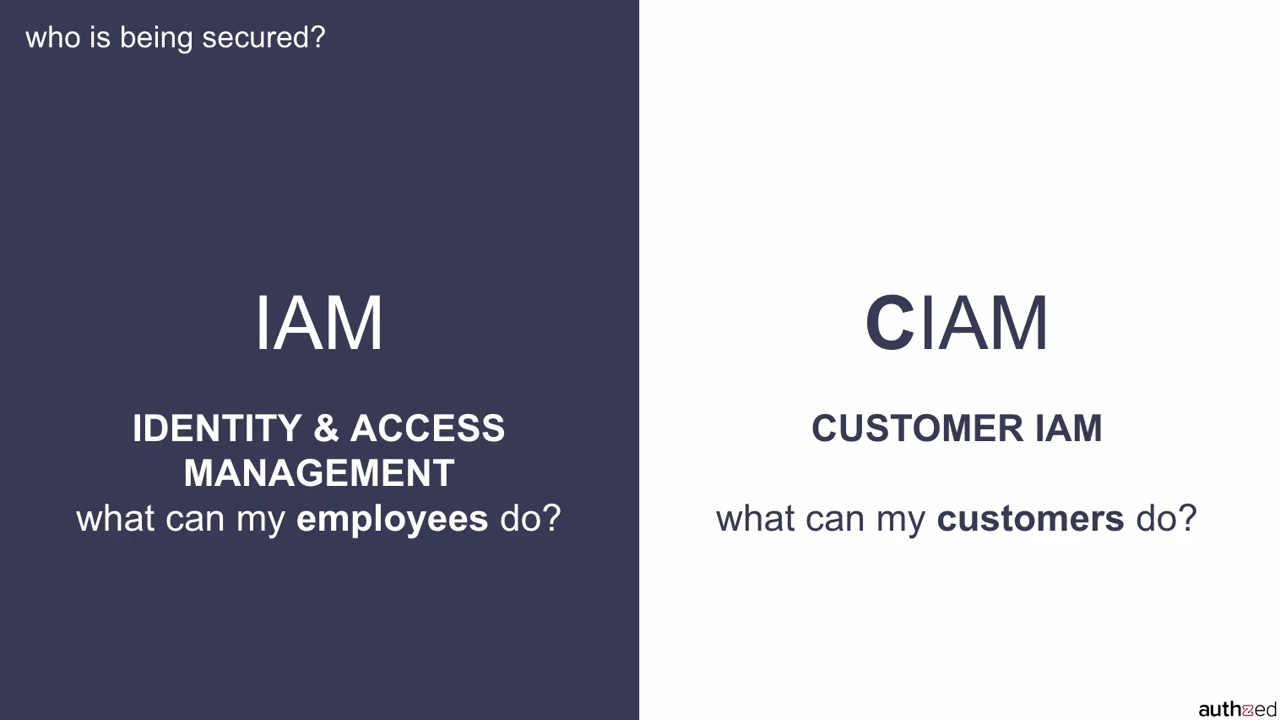 who is being secured?
IAM
IDENTITY & ACCESS
MANAGEMENT
what can my employees do?
CIAM
CUSTOMER IAM
what can my customers do?
authzed